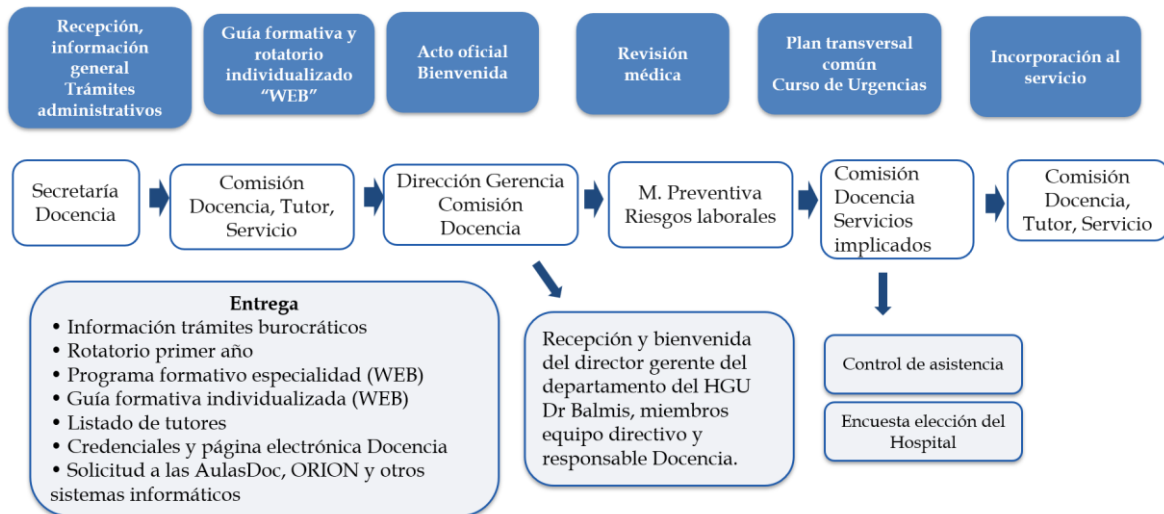 Recepción,
información
general
Trámites
administrativos
Guía formativa y
rotatorio
individualizado
“WEB”
Acto oficial
Bienvenida
Revisión
médica
Plan transversal
común
Curso de Urgencias
Incorporación al
servicio
Secretaría
Docencia
Comisión
Docencia, Tutor,
Servicio
Dirección Gerencia
Comisión
Docencia
M. Preventiva
Riesgos laborales
Comisión
Docencia
Servicios
implicados
Comisión
Docencia,
Tutor, Servicio
Entrega
• Información trámites burocráticos
• Rotatorio primer año
• Programa formativo especialidad (WEB)
• Guía formativa individualizada (WEB)
• Listado de tutores
• Credenciales y página electrónica Docencia
• Solicitud a las AulasDoc, ORION y otros
sistemas informáticos
Recepción y bienvenida
del director gerente del
departamento del HGU
Dr Balmis, miembros
equipo directivo y
responsable Docencia.
Control de asistencia
Encuesta elección del
Hospital